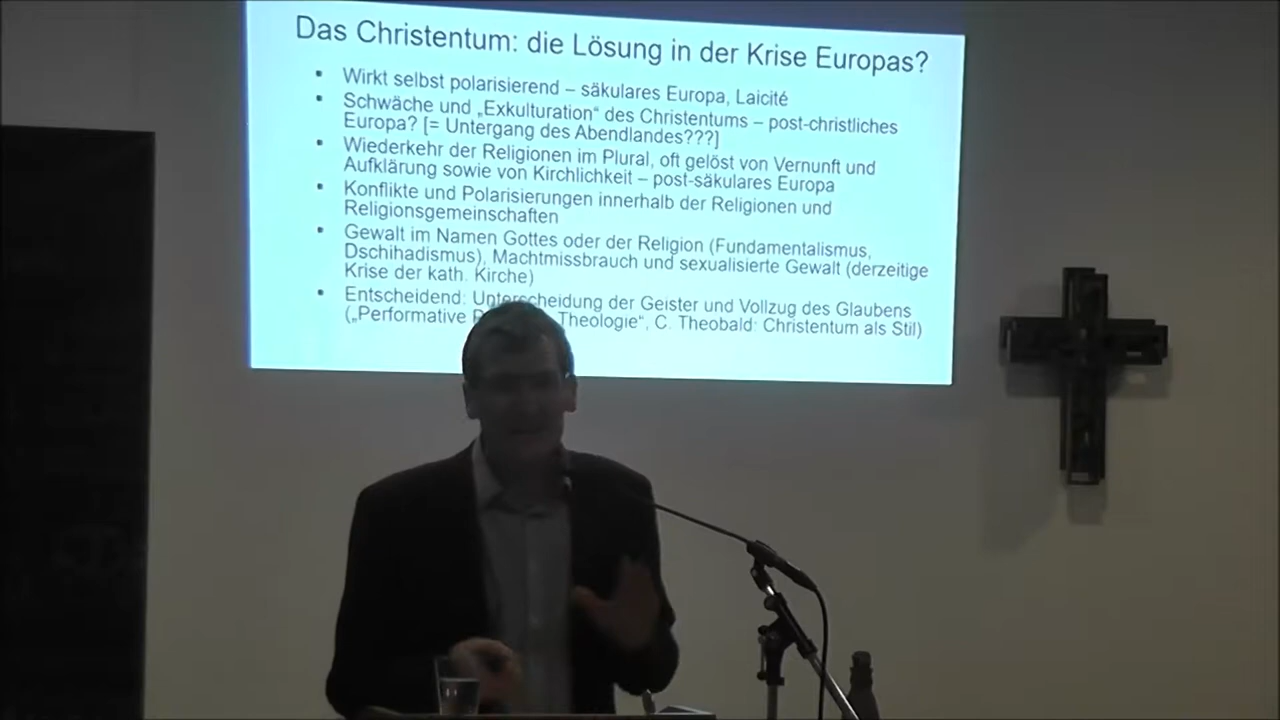 Das Christentum: die Lösung in der Krise Europas?
▪ Wirkt selbst polarisierend – säkulares Europa, Laicité
▪ Schwäche und „Exkulturation“ des Christentums – post-christliches
Europa? [= Untergang des Abendlandes???]
▪ Wiederkehr der Religionen im Plural, oft gelöst von Vernunft und
Aufklärung sowie von Kirchlichkeit – post-säkulares Europa
▪ Konflikte und Polarisierungen innerhalb der Religionen und
Religionsgemeinschaften
▪ Gewalt im Namen Gottes oder der Religion (Fundamentalismus,
Dschihadismus), Machtmissbrauch und sexualisierte Gewalt (derzeitige
Krise der kath. Kirche)
▪ Entscheidend: Unterscheidung der Geister und Vollzug des Glaubens
(„Performative Theologie“, C. Theobald: Christentum als Stil)